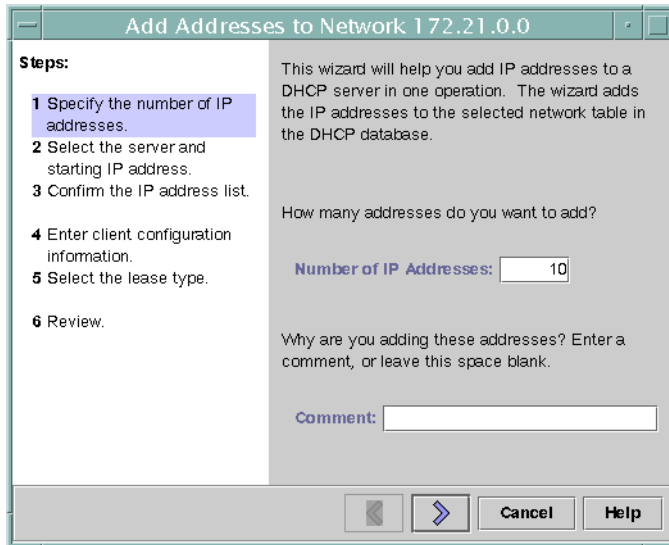 Add Addresses to Network 172.21.0.0
Steps:
1 Specify the number of IP
addresses.
2 Select the server and
starting IP address.
3 Confirm the IP address list.
4 Enter client configuration
information.
5 Select the lease type.
6 Review.
This wizard will help you add IP addresses to a
DHCP server in one operation. The wizard adds
the IP addresses to the selected network table in
the DHCP database.
How many addresses do you want to add?
Number of IP Addresses: 10
Why are you adding these addresses? Enter a
comment, or leave this space blank.
Comment:
Cancel Help